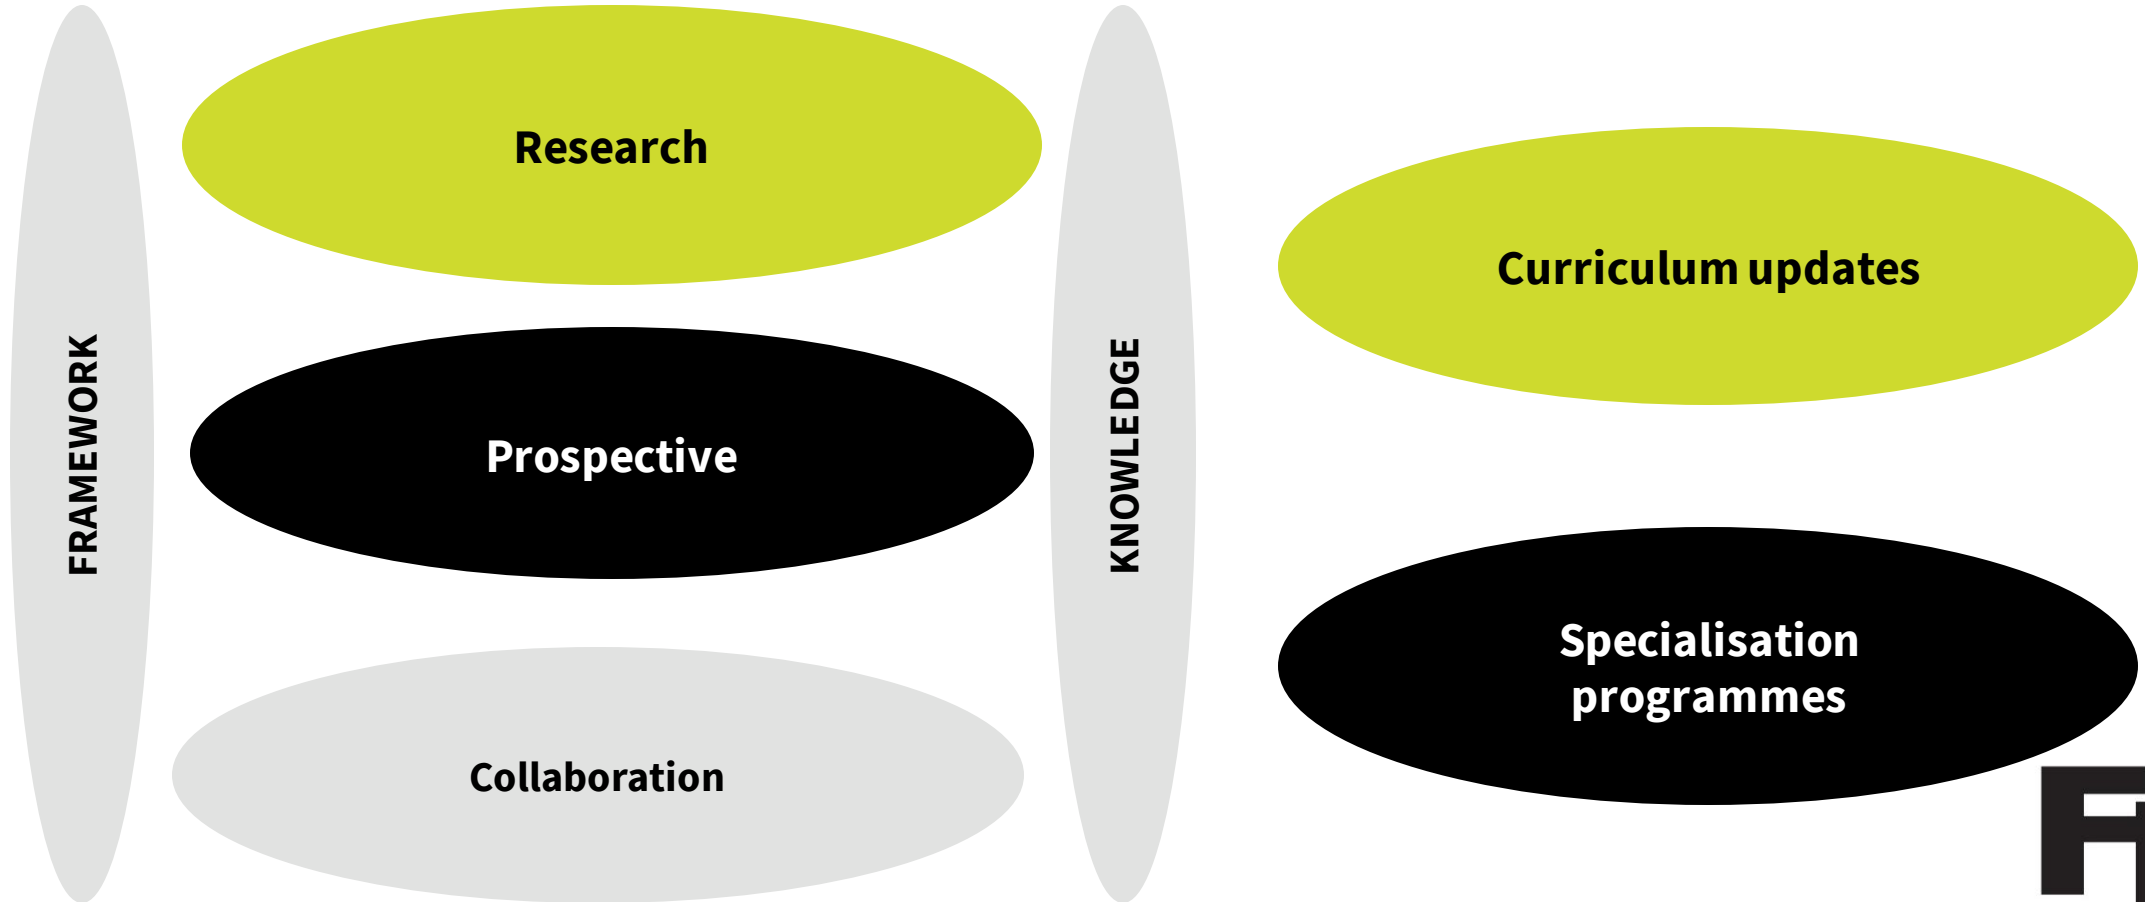 FRAMEWORK
Research
Prospective
Collaboration
KNOWLEDGE
Curriculum updates
Specialisation
programmes